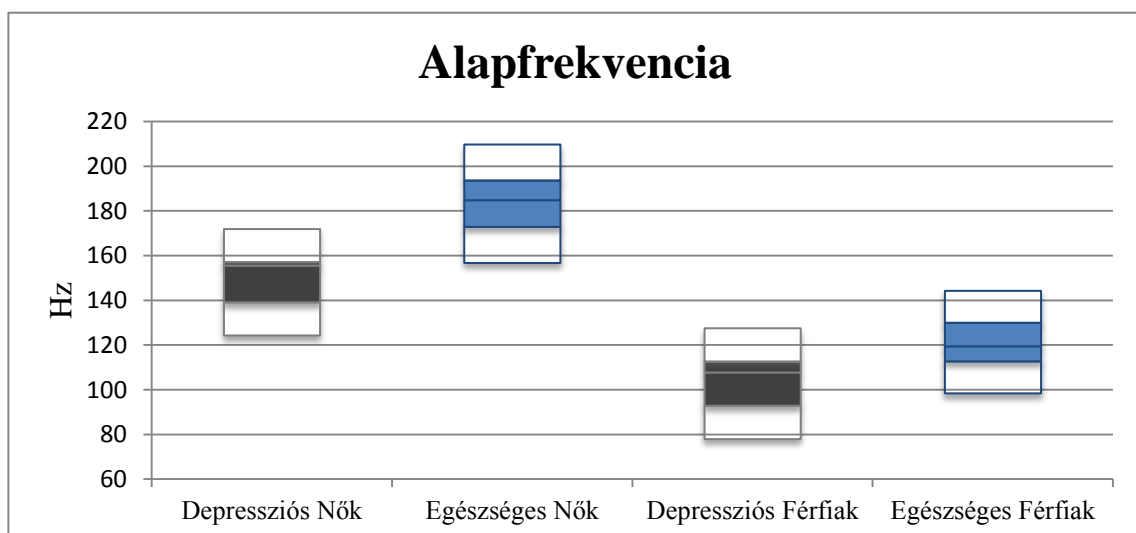 Alapfrekvencia
220
200
180
160
140
120
100
80
60
Hz
Depressziós Nők
Egészséges Nők
Depressziós Férfiak
Egészséges Férfiak